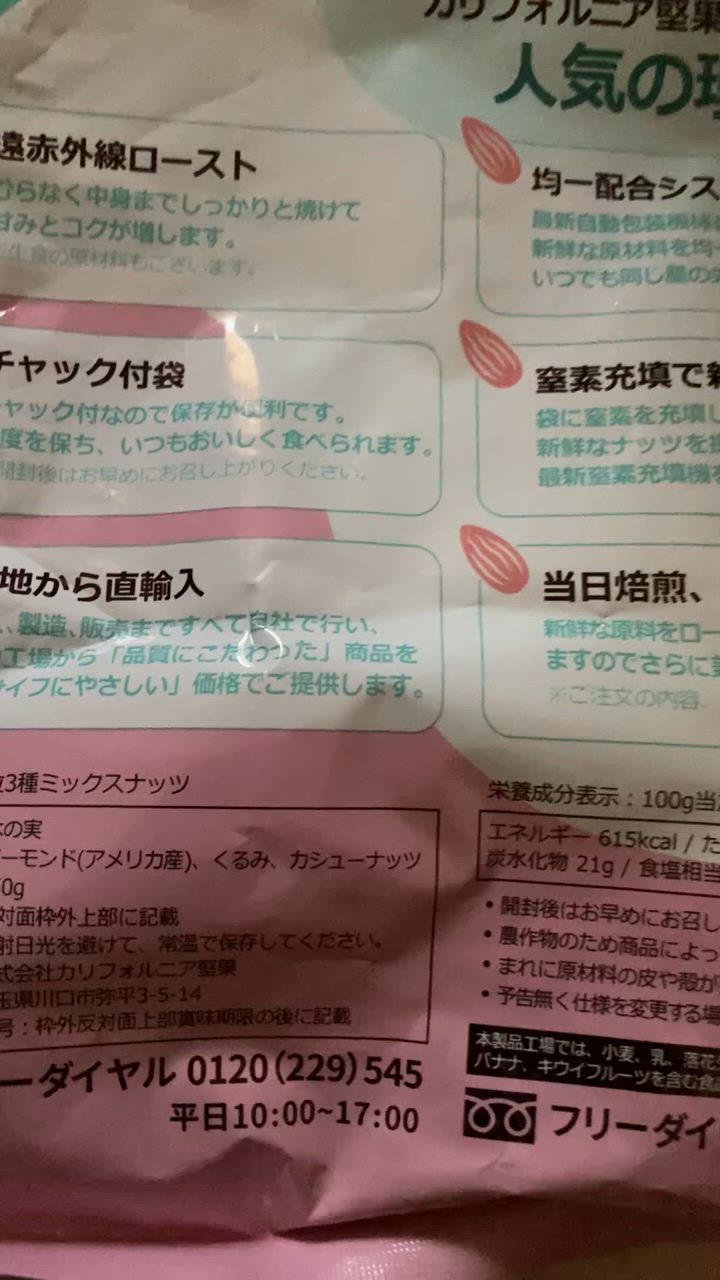 カリフォルニア堅果
人気の理
遠赤外線ロースト
むらなく中身までしっかりと焼けて
甘みとコクが増します。
生食の原材料もございます。
均一配合シス
最新自動包装機械
新鮮な原材料を均一
いつでも同じ量の
チャック付袋
ヤック付なので保存が便利です。
度を保ち、いつもおいしく食べられます。
開封後はお早めにお召し上がりください。
窒素充填で新
袋に窒素を充填し
新鮮なナッツを
最新窒素充填機を
地から直輸入
、製造、販売まですべて自社で行い、
工場から「品質にこだわった」商品を
イフにやさしい」価格でご提供します。
当日焙煎、
新鮮な原料をロー
ますのでさらに
※ご注文の内容
3種ミックスナッツ
木の実
ーモンド(アメリカ産)、くるみ、カシューナッツ
0g
対面枠外上部に記載
射日光を避けて、常温で保存してください。
式会社カリフォルニア堅果
玉県川口市弥平3-5-14
号：枠外反対面上部賞味期限の後に記載
ーダイヤル 0120(229)545
平日10:00~17:00
栄養成分表示：100g当
エネルギー 615kcal / た
炭水化物 21g / 食塩相当
・開封後はお早めにお召し
・農作物のため商品によっ
・まれに原材料の皮や殻が
・予告無く仕様を変更する場
本製品工場では、小麦、乳、落花
バナナ、キウイフルーツを含む食
フリーダイ